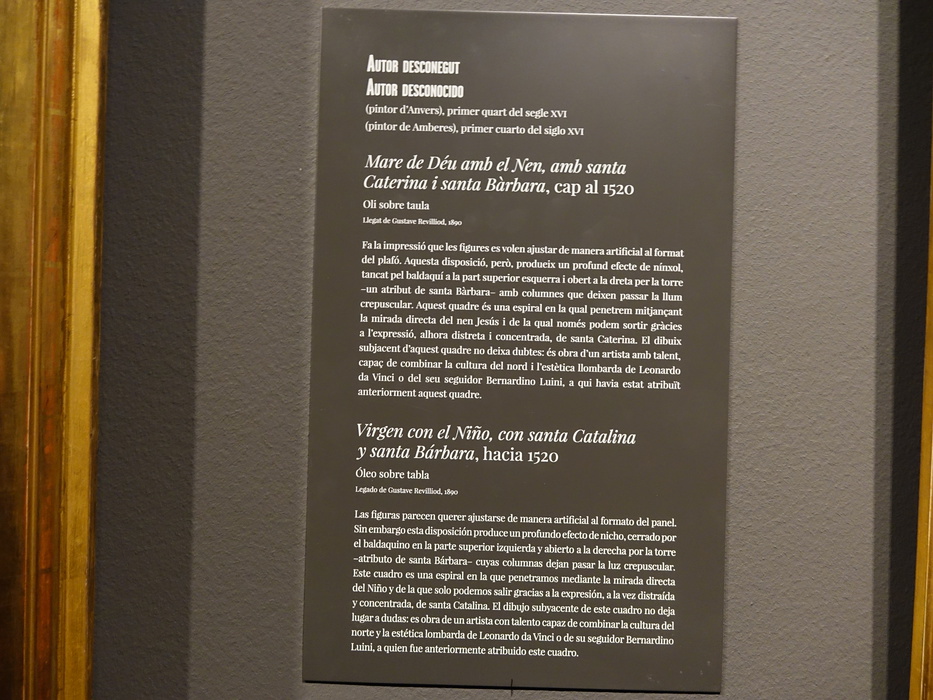 AUTOR DESCONEGUT
AUTOR DESCONOCIDO
(pintor d'Anvers), primer quart del segle XVI
(pintor de Amberes), primer cuarto del siglo XVI
Mare de Déu amb el Nen, amb santa
Caterina i santa Bàrbara, cap al 1520
Oli sobre taula
Llegat de Gustave Revilliod, 1890
Fa la impressió que les figures es volen ajustar de manera artificial al format
del plafó. Aquesta disposició, però, produeix un profund efecte de nínxol,
tancat pel baldaquí a la part superior esquerra i obert a la dreta per la torre
–un atribut de santa Bàrbara– amb columnes que deixen passar la llum
crepuscular. Aquest quadre és una espiral en la qual penetrem mitjançant
la mirada directa del nen Jesús i de la qual només podem sortir gràcies
a l'expressió, alhora distreta i concentrada, de santa Caterina. El dibuix
subjacent d'aquest quadre no deixa dubtes: és obra d'un artista amb talent,
capaç de combinar la cultura del nord i l'estètica llombarda de Leonardo
da Vinci o del seu seguidor Bernardino Luini, a qui havia estat atribuït
anteriorment aquest quadre.
Virgen con el Niño, con santa Catalina
y santa Bárbara, hacia 1520
Óleo sobre tabla
Legado de Gustave Revilliod, 1890
Las figuras parecen querer ajustarse de manera artificial al formato del panel.
Sin embargo esta disposición produce un profundo efecto de nicho, cerrado por
el baldaquino en la parte superior izquierda y abierto a la derecha por la torre
–atributo de santa Bárbara– cuyas columnas dejan pasar la luz crepuscular.
Este cuadro es una espiral en la que penetramos mediante la mirada directa
del Niño y de la que solo podemos salir gracias a la expresión, a la vez distraída
y concentrada, de santa Catalina. El dibujo subyacente de este cuadro no deja
lugar a dudas: es obra de un artista con talento capaz de combinar la cultura del
norte y la estética lombarda de Leonardo da Vinci o de su seguidor Bernardino
Luini, a quien fue anteriormente atribuido este cuadro.